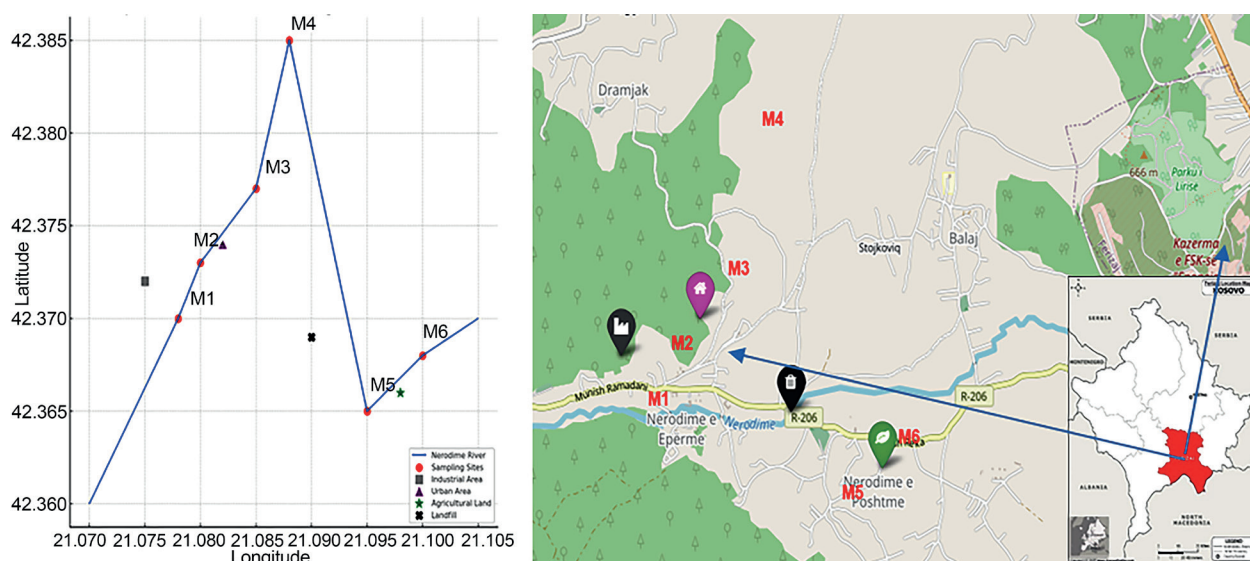 42.385
42.380
42.375
42.370
42.365
42.360
Latitude
M4
M3
M2
M1
M5
M6
Nerodime River
Sampling Sites
Industrial Area
Urban Area
Agricultural Land
Landfill
21.070
21.075
21.080
21.085
21.090
21.095
21.100
21.105
Longitude
Dramjak
M4
666 m
Parku i
Lirisë
Stojkoviq
Balaj
Ferizaj
Kazerma
e FSK-së
M3
M2
M1
Munish Ramadani
Nerodime e
Eperme
Nerodime
R-206
R-206
M6
M5
Nerodime e
Poshtme
KOSOVO
SERBIA
SERBIA
MONTENEGRO
ALBANIA
NORTH
MACEDONIA
LEGEND